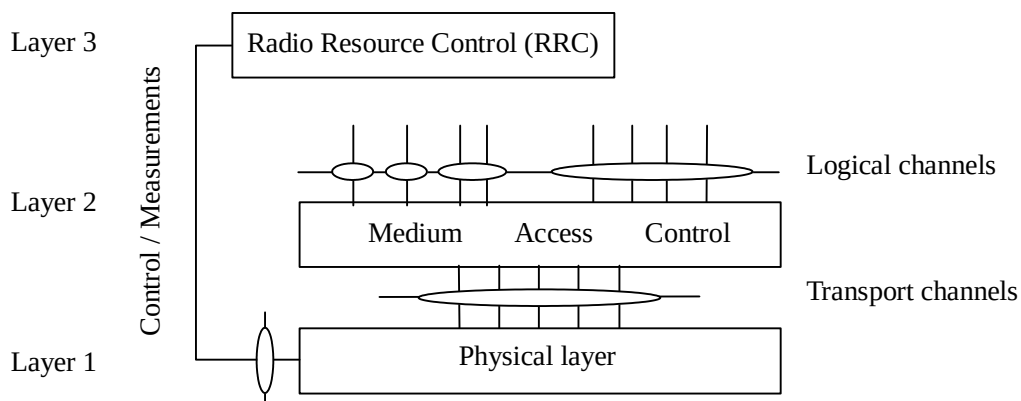 Layer 3
Radio Resource Control (RRC)
Control / Measurements
Logical channels
Layer 2
Medium Access Control
Transport channels
Layer 1
Physical layer